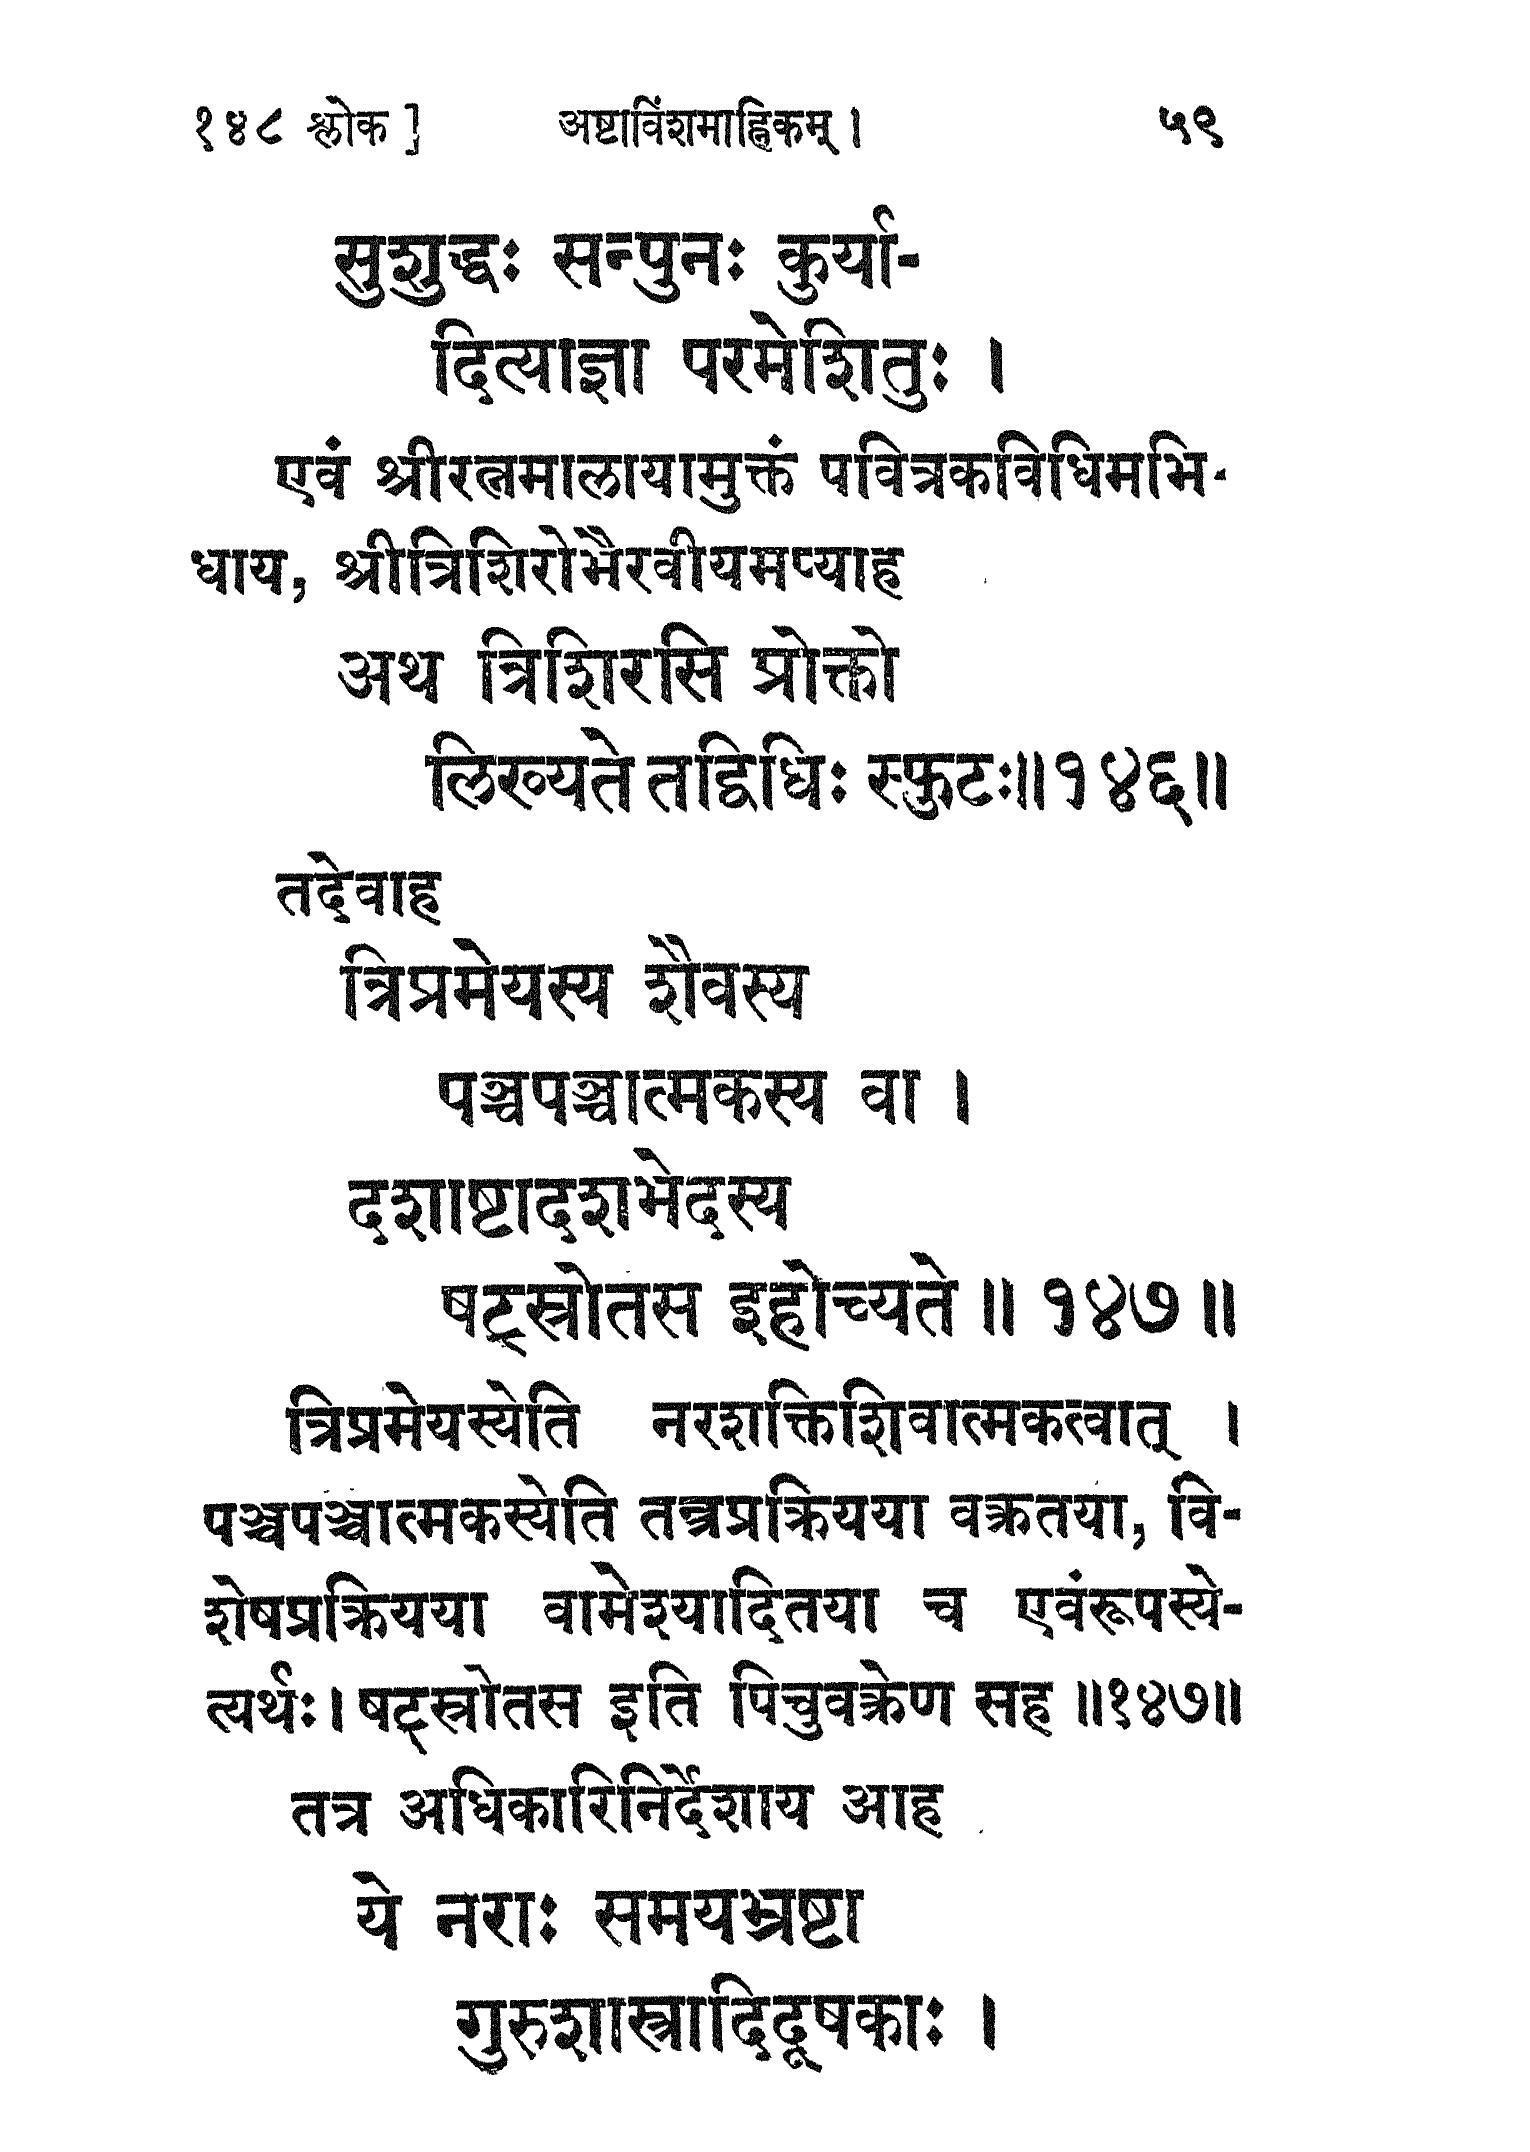 १४८ श्लोक] अष्टाविंशमाह्निकम् । ५९
सुशुद्धः सन्पुनः कुर्या-
दित्याज्ञा परमेशितुः ।
एवं श्रीरत्नमालायामुक्तं पवित्रकविधिमभि-
धाय, श्रीत्रिशिरोभैरवीयमप्याह
अथ त्रिशिरसि प्रोक्तो
लिख्यते तद्विधिः स्फुटः॥१४६॥
तदेवाह
त्रिप्रमेयस्य शैवस्य
पञ्चपञ्चात्मकस्य वा ।
दशाष्टादशभेदस्य
षट्स्रोतस इहोच्यते॥ १४७॥
त्रिप्रमेयस्येति नरशक्तिशिवात्मकत्वात् ।
पञ्चपञ्चात्मकस्येति तन्त्रप्रक्रियया वक्रतया, वि-
शेषप्रक्रियया वामेश्यादितया च एवंरूपस्ये-
त्यर्थः। षट्स्रोतस इति पिचुवक्रेण सह ॥१४७॥
तत्र अधिकारिनिर्देशाय आह
ये नराः समयभ्रष्टा
गुरुशास्त्रादिदूषकाः ।